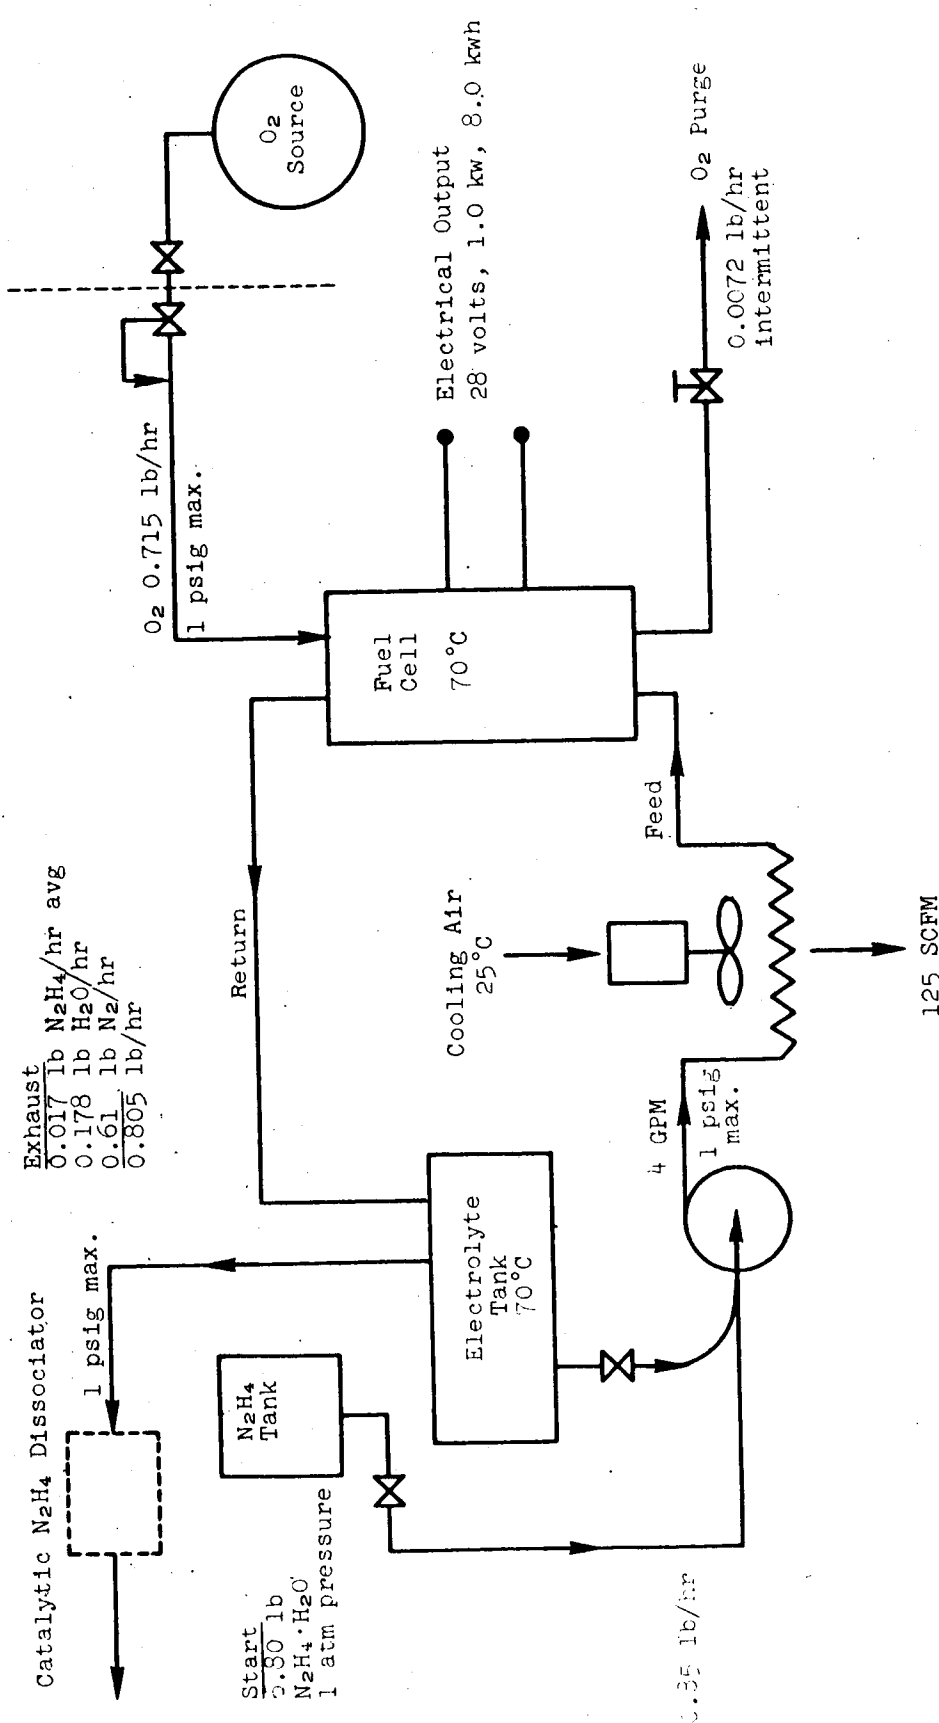 Catalytic N₂H₄ Dissociator
1 psig max.
Exhaust
0.017 lb N₂H₄/hr avg
0.178 lb H₂O/hr
0.61 lb N₂/hr
0.805 lb/hr
Start
N₂H₄·H₂O
1 atm pressure
N₂H₄
Tank
Electrolyte
Tank
70°C
Return
O₂ 0.715 lb/hr
1 psig max.
O₂
Source
Fuel
Cell
70°C
Electrical Output
28 volts, 1.0 kw, 8.0 kwh
Cooling Air
25°C
4 GPM
1 psig
max.
Feed
O₂ Purge
0.0072 lb/hr
intermittent
lb/hr
125 SCFM